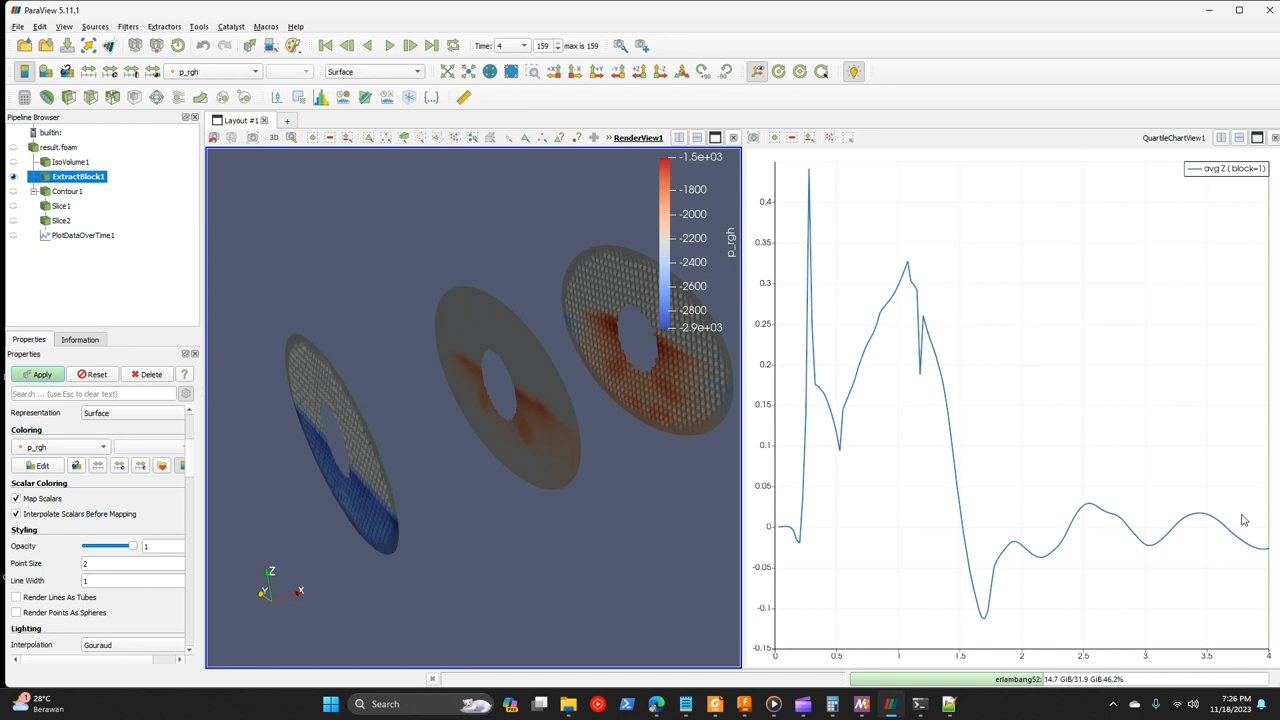 ParaView 5.11.1
File Edit View Sources Filters Extractors Tools Catalyst Macros Help
Time: 4 159 max is 159
p_rgh Surface
Pipeline Browser
builtin:
result.foam
IsoVolume1
ExtractBlock1
Contour1
Slice1
Slice2
PlotDataOverTime1
Properties Information
Properties
Apply Reset Delete ?
Search ... (use Esc to clear text)
Representation Surface
Coloring
p_rgh
Edit
Scalar Coloring
Map Scalars
Interpolate Scalars Before Mapping
Styling
Opacity 1
Point Size 2
Line Width 1
Render Lines As Tubes
Render Points As Spheres
Lighting
Interpolation Gouraud
Layout #1 +
3D RenderView1
-1.5e+03
-1800
-2000
-2200
-2400
-2600
-2800
-2.9e+03
p_rgh
Z
Y X
QuartileChartView1
avg Z ( block=1)
0.4
0.35
0.3
0.25
0.2
0.15
0.1
0.05
0
-0.05
-0.1
-0.15
0 0.5 1 1.5 2 2.5 3 3.5 4
erlambang52: 14.7 GiB/31.9 GiB 46.2%
28°C
Berawan
Search
7:26 PM
11/18/2023